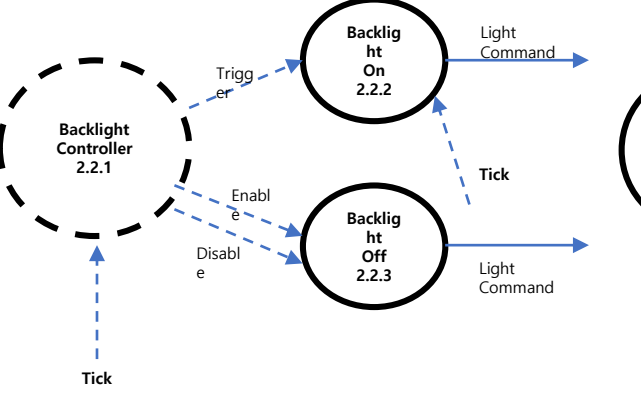 Backlig
ht
On
2.2.2
Light
Command
Trigg
er
Backlight
Controller
2.2.1
Tick
Enabl
e
Backlig
ht
Off
2.2.3
Disabl
e
Light
Command
Tick